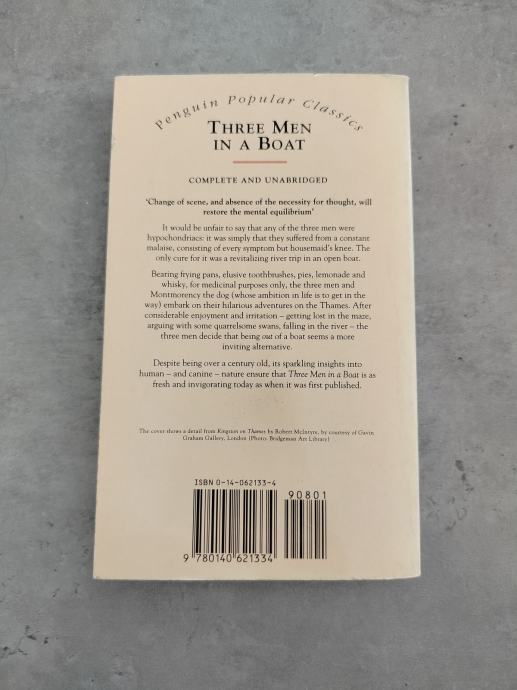 Penguin Popular Classics
THREE MEN
IN A BOAT
COMPLETE AND UNABRIDGED
'Change of scene, and absence of the necessity for thought, will
restore the mental equilibrium'
It would be unfair to say that any of the three men were
hypochondriacs: it was simply that they suffered from a constant
malaise, consisting of every symptom but housemaid's knee. The
only cure for it was a revitalizing river trip in an open boat.
Bearing frying pans, elusive toothbrushes, pies, lemonade and
whisky, for medicinal purposes only, the three men and
Montmorency the dog (whose ambition in life is to get in the
way) embark on their hilarious adventures on the Thames. After
considerable enjoyment and irritation – getting lost in the maze,
arguing with some quarrelsome swans, falling in the river – the
three men decide that being out of a boat seems a more
inviting alternative.
Despite being over a century old, its sparkling insights into
human – and canine – nature ensure that Three Men in a Boat is as
fresh and invigorating today as when it was first published.
The cover shows a detail from Kingston on Thames by Robert McIntyre, by courtesy of Gavin
Graham Gallery, London (Photo: Bridgeman Art Library)
ISBN 0-14-062133-4
90801
9 780140 621334